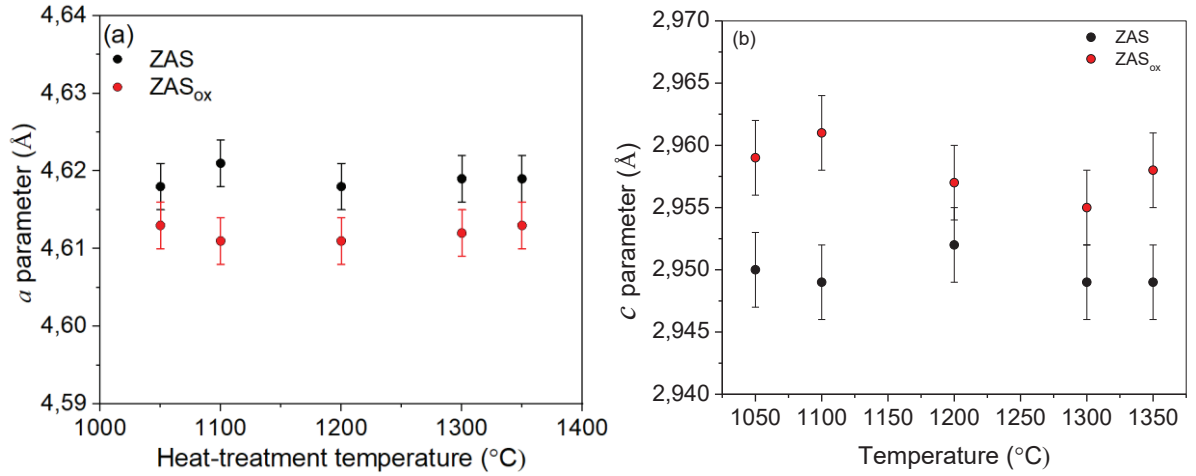 (a)
ZAS
ZASox
4,64
4,63
4,62
4,61
4,60
4,59
a parameter (Å)
1000
1100
1200
1300
1400
Heat-treatment temperature (°C)
(b)
ZAS
ZASox
2,970
2,965
2,960
2,955
2,950
2,945
2,940
c parameter (Å)
1050 1100 1150 1200 1250 1300 1350
Temperature (°C)